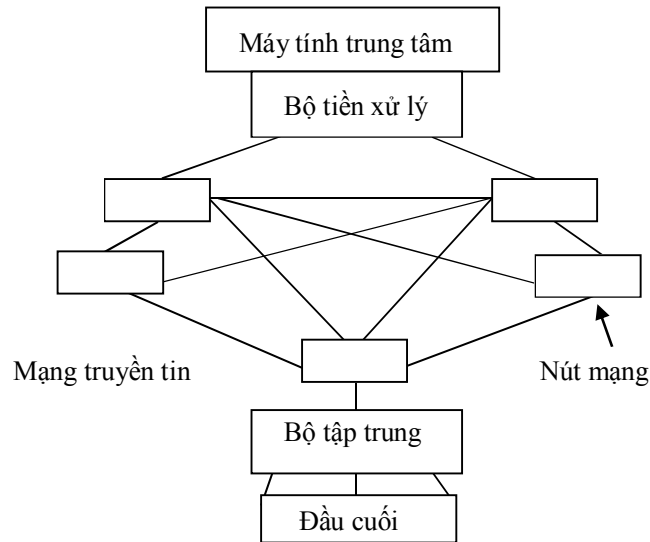 Máy tính trung tâm
Bộ tiền xử lý
Mạng truyền tin
Nút mạng
Bộ tập trung
Đầu cuối